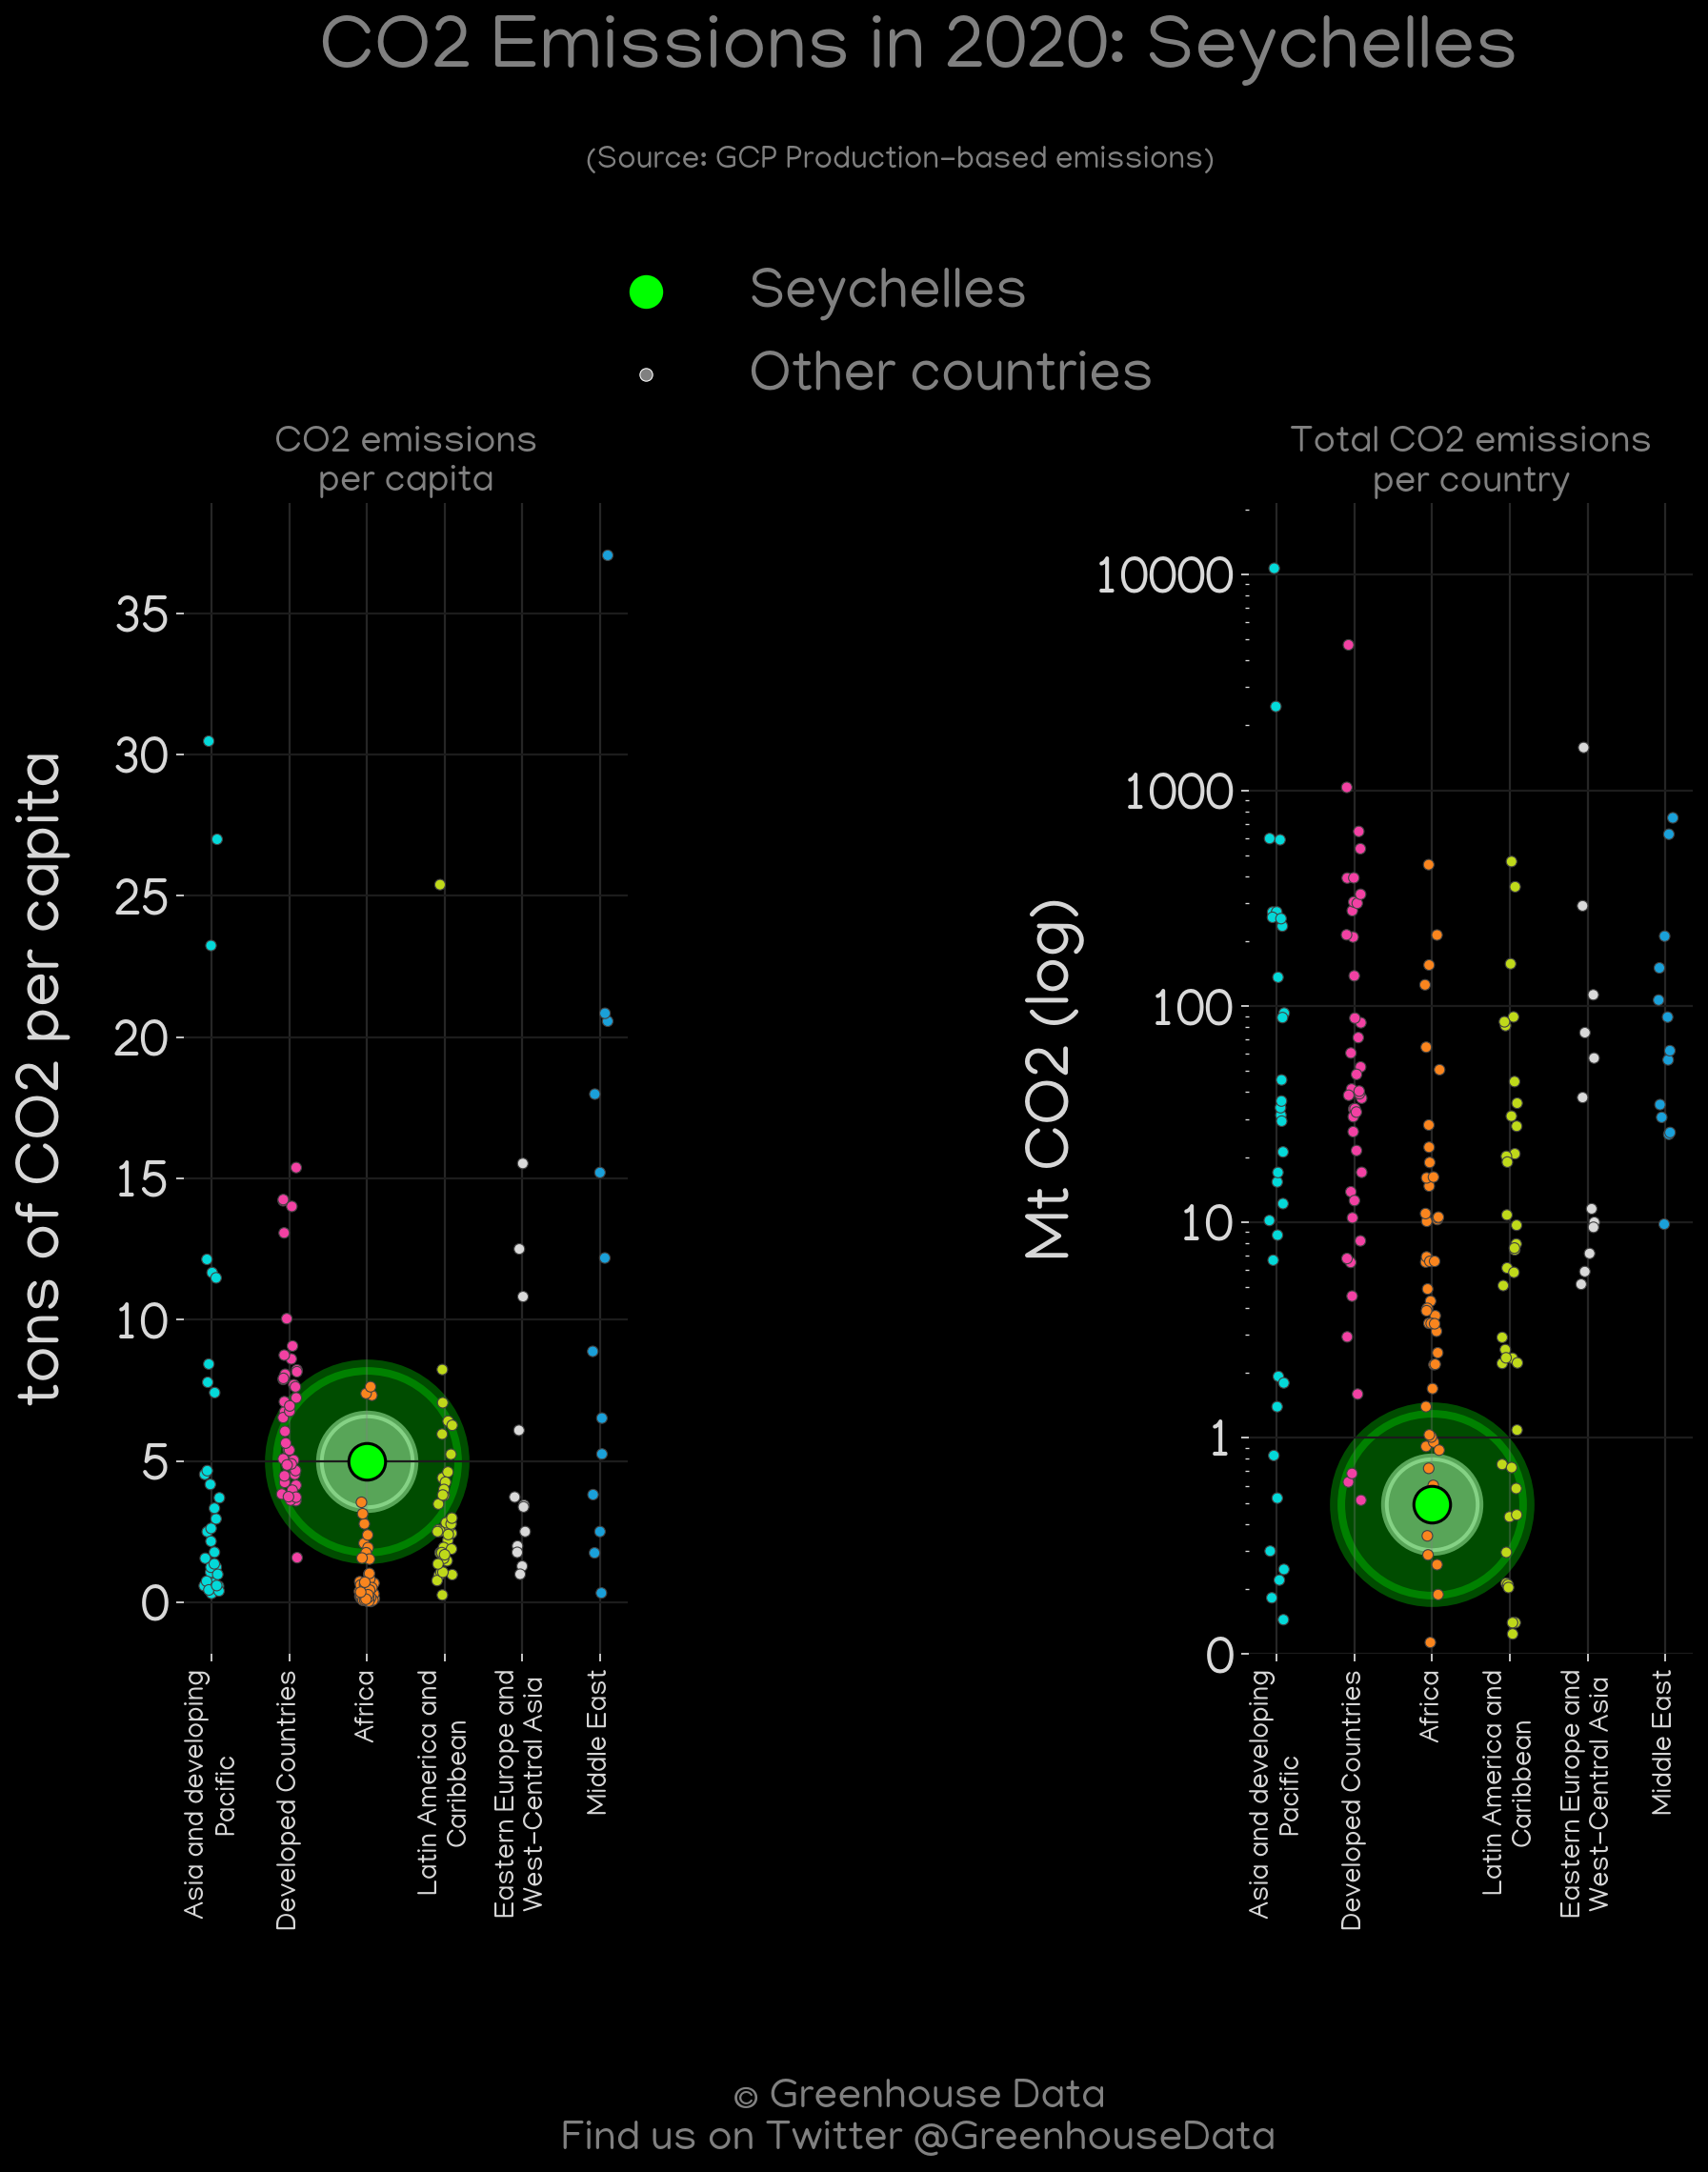 CO2 Emissions in 2020: Seychelles
(Source: GCP Production-based emissions)
Seychelles
Other countries
CO2 emissions
per capita
tons of CO2 per capita
35
30
25
20
15
10
5
0
Asia and developing
Pacific
Developed Countries
Africa
Latin America and
Caribbean
Eastern Europe and
West-Central Asia
Middle East
Total CO2 emissions
per country
Mt CO2 (log)
10000
1000
100
10
1
0
Asia and developing
Pacific
Developed Countries
Africa
Latin America and
Caribbean
Eastern Europe and
West-Central Asia
Middle East
© Greenhouse Data
Find us on Twitter @GreenhouseData